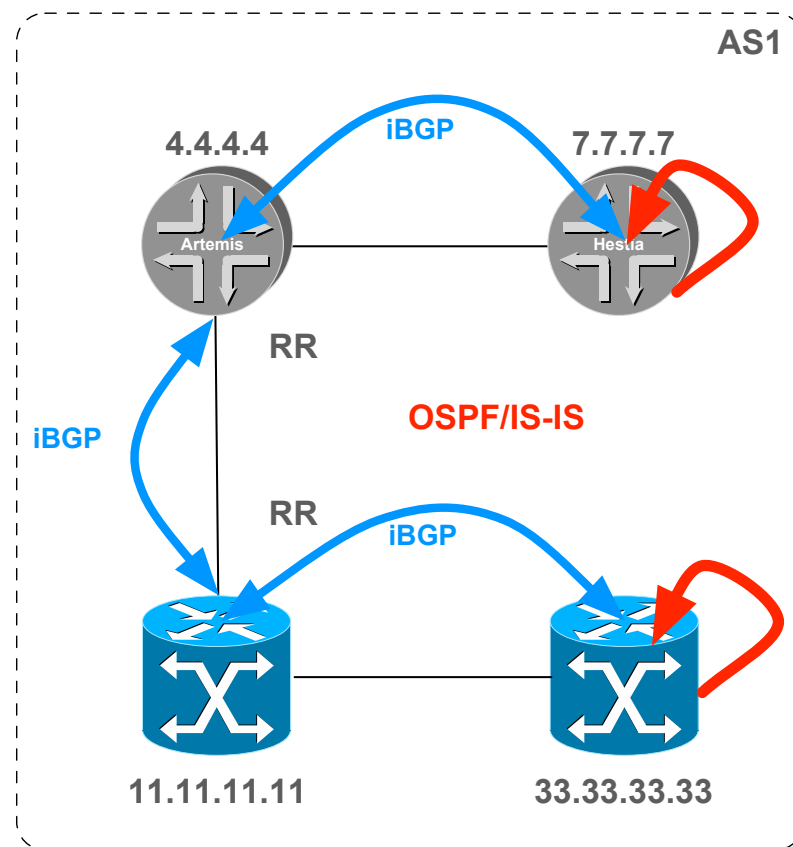 AS1
iBGP
4.4.4.4
7.7.7.7
Artemis
Hestia
RR
OSPF/IS-IS
iBGP
RR
iBGP
11.11.11.11
33.33.33.33